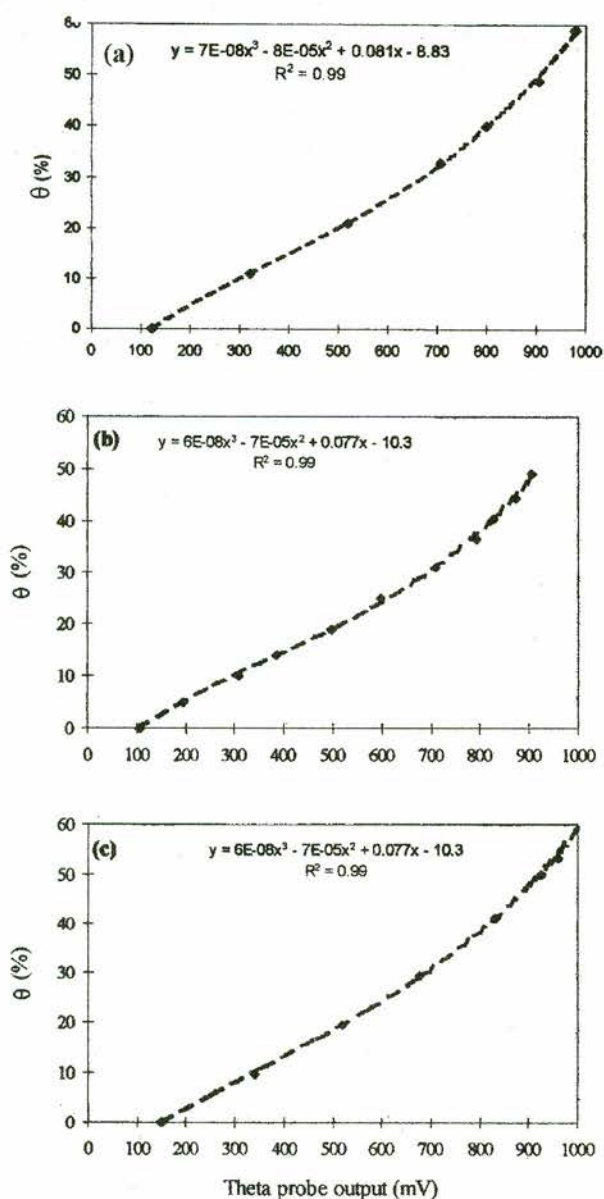 60
(a)
y = 7E-08x³ - 8E-05x² + 0.081x - 8.83
R² = 0.99
50
40
θ (%)
30
20
10
0
0 100 200 300 400 500 600 700 800 900 1000
60
(b)
y = 6E-08x³ - 7E-05x² + 0.077x - 10.3
R² = 0.99
50
40
θ (%)
30
20
10
0
0 100 200 300 400 500 600 700 800 900 1000
60
(c)
y = 6E-08x³ - 7E-05x² + 0.077x - 10.3
R² = 0.99
50
40
θ (%)
30
20
10
0
0 100 200 300 400 500 600 700 800 900 1000
Theta probe output (mV)